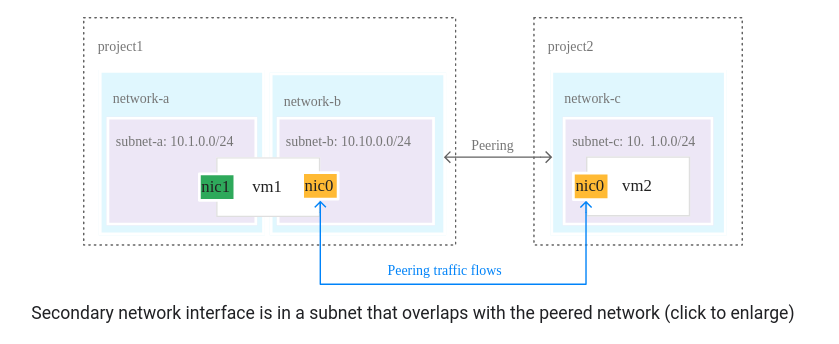 project1
project2
network-a
network-b
network-c
subnet-a: 10.1.0.0/24
subnet-b: 10.10.0.0/24
subnet-c: 10. 1.0.0/24
Peering
nic1
vm1
nic0
nic0
vm2
Peering traffic flows
Secondary network interface is in a subnet that overlaps with the peered network (click to enlarge)